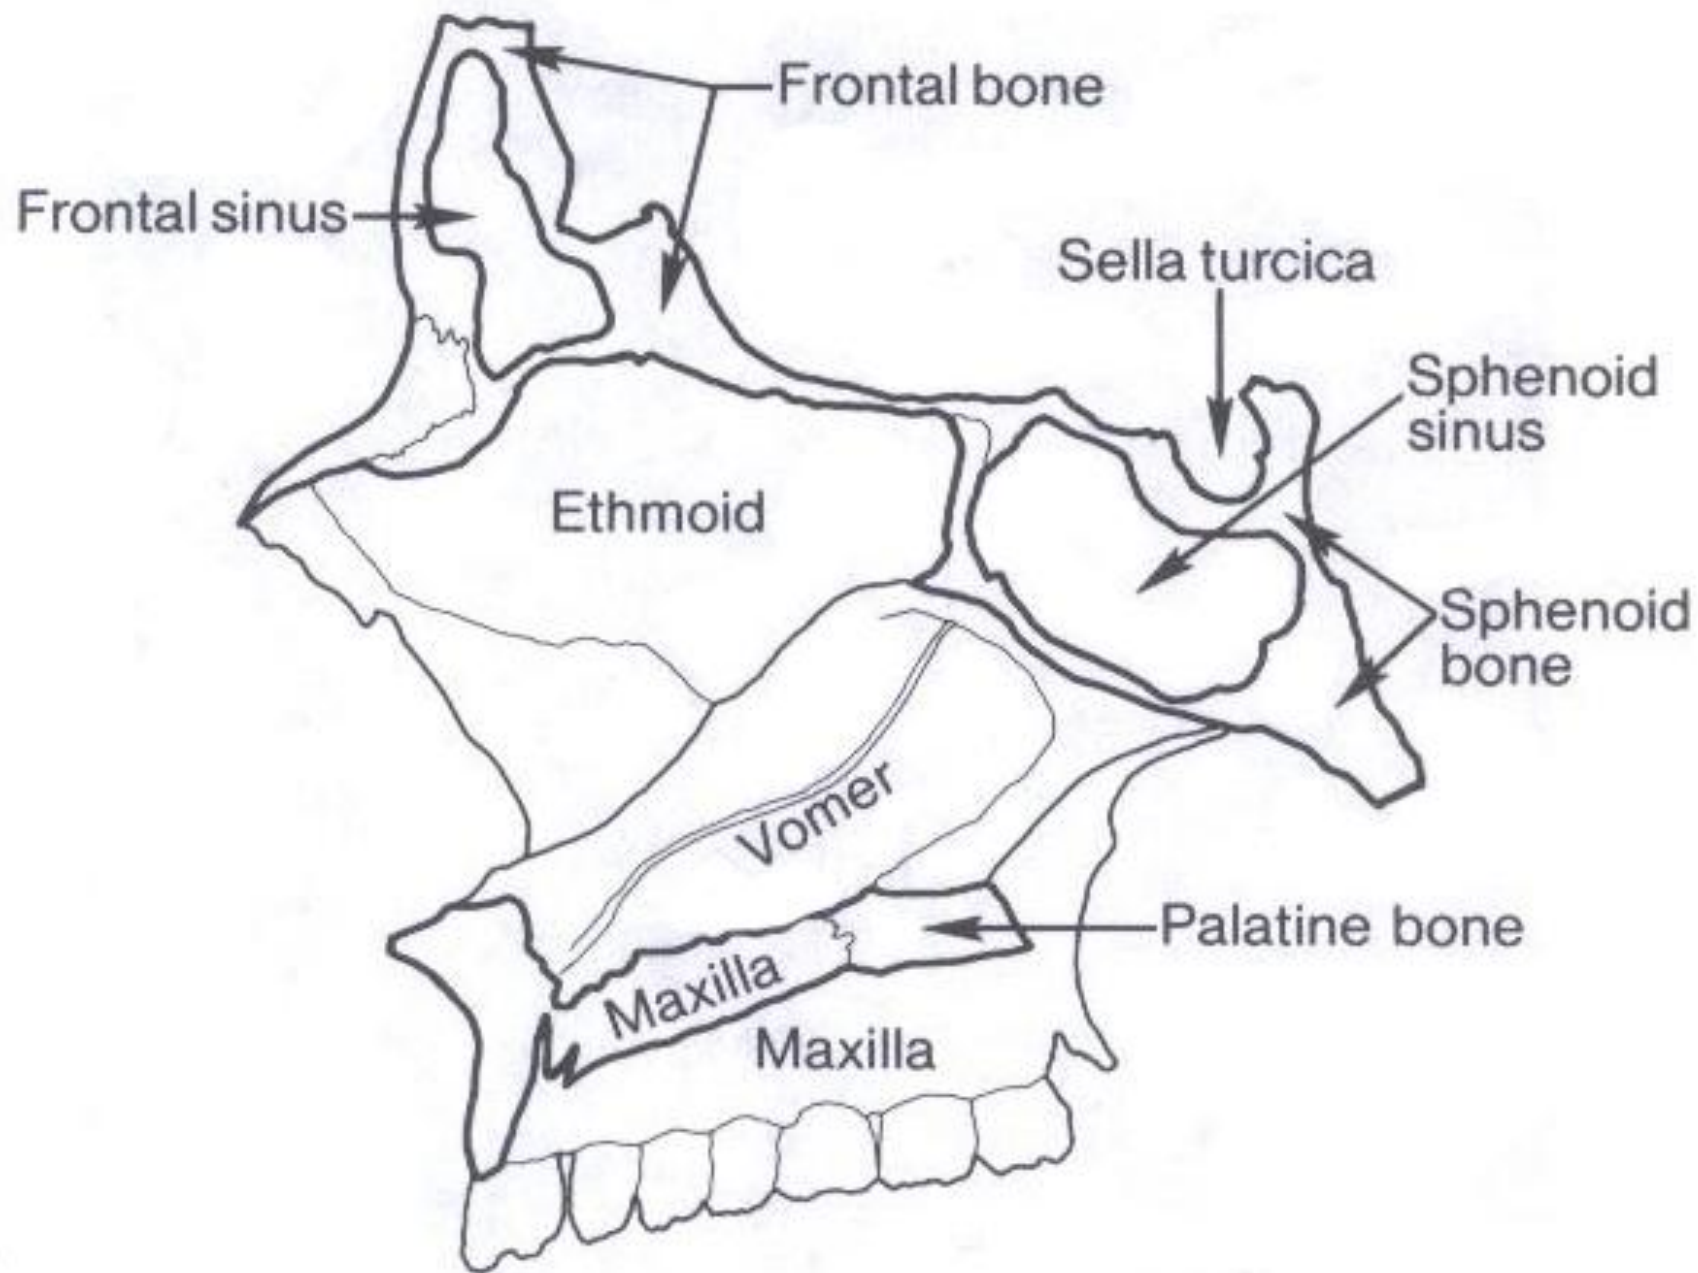 Frontal bone
Frontal sinus
Sella turcica
Sphenoid
sinus
Ethmoid
Sphenoid
bone
Vomer
Palatine bone
Maxilla
Maxilla